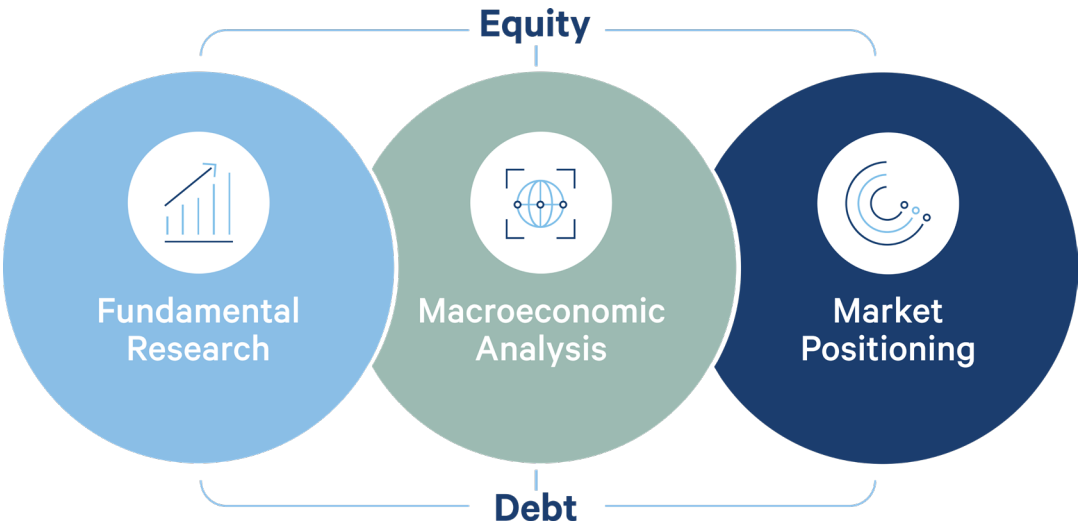 Equity
Fundamental
Research
Macroeconomic
Analysis
Market
Positioning
Debt